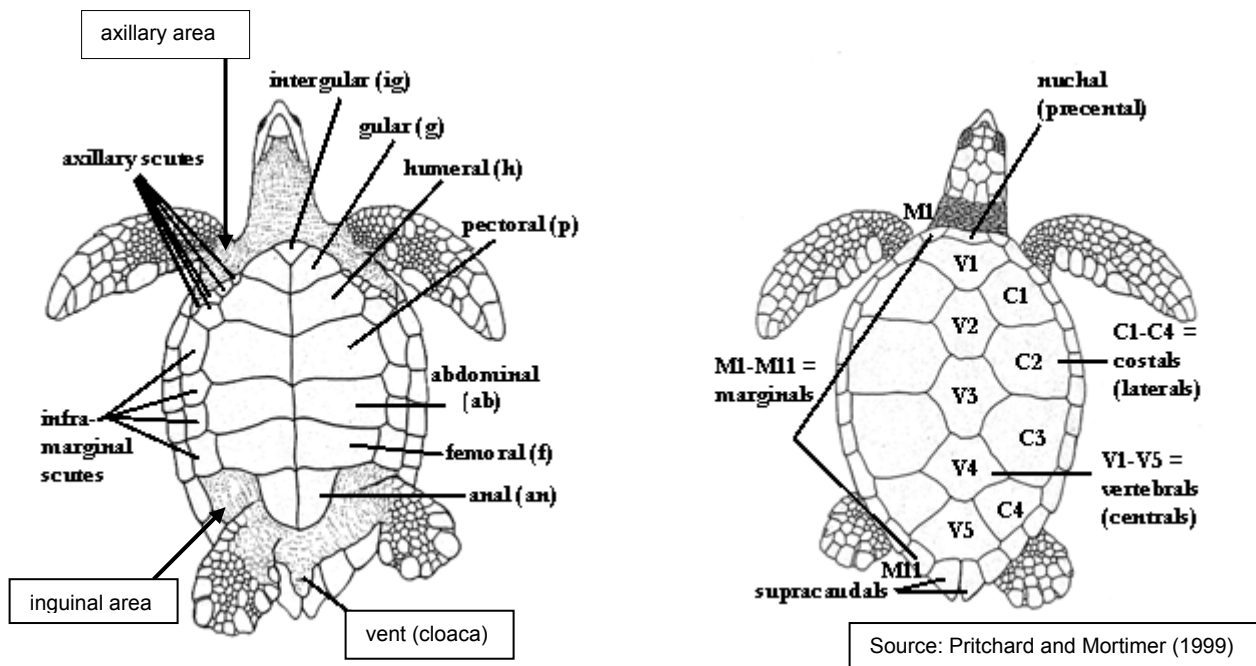 axillary area
intergular (ig)
gular (g)
axillary scutes
humeral (h)
pectoral (p)
abdominal
(ab)
infra-
marginal
scutes
femoral (f)
anal (an)
inguinal area
vent (cloaca)
nuchal
(precental)
M1
V1
C1
V2
C1-C4 =
costals
(laterals)
C2
M1-M11 =
marginals
V3
C3
V4
V1-V5 =
vertebrals
(centrals)
C4
V5
M11
supracaudals
Source: Pritchard and Mortimer (1999)